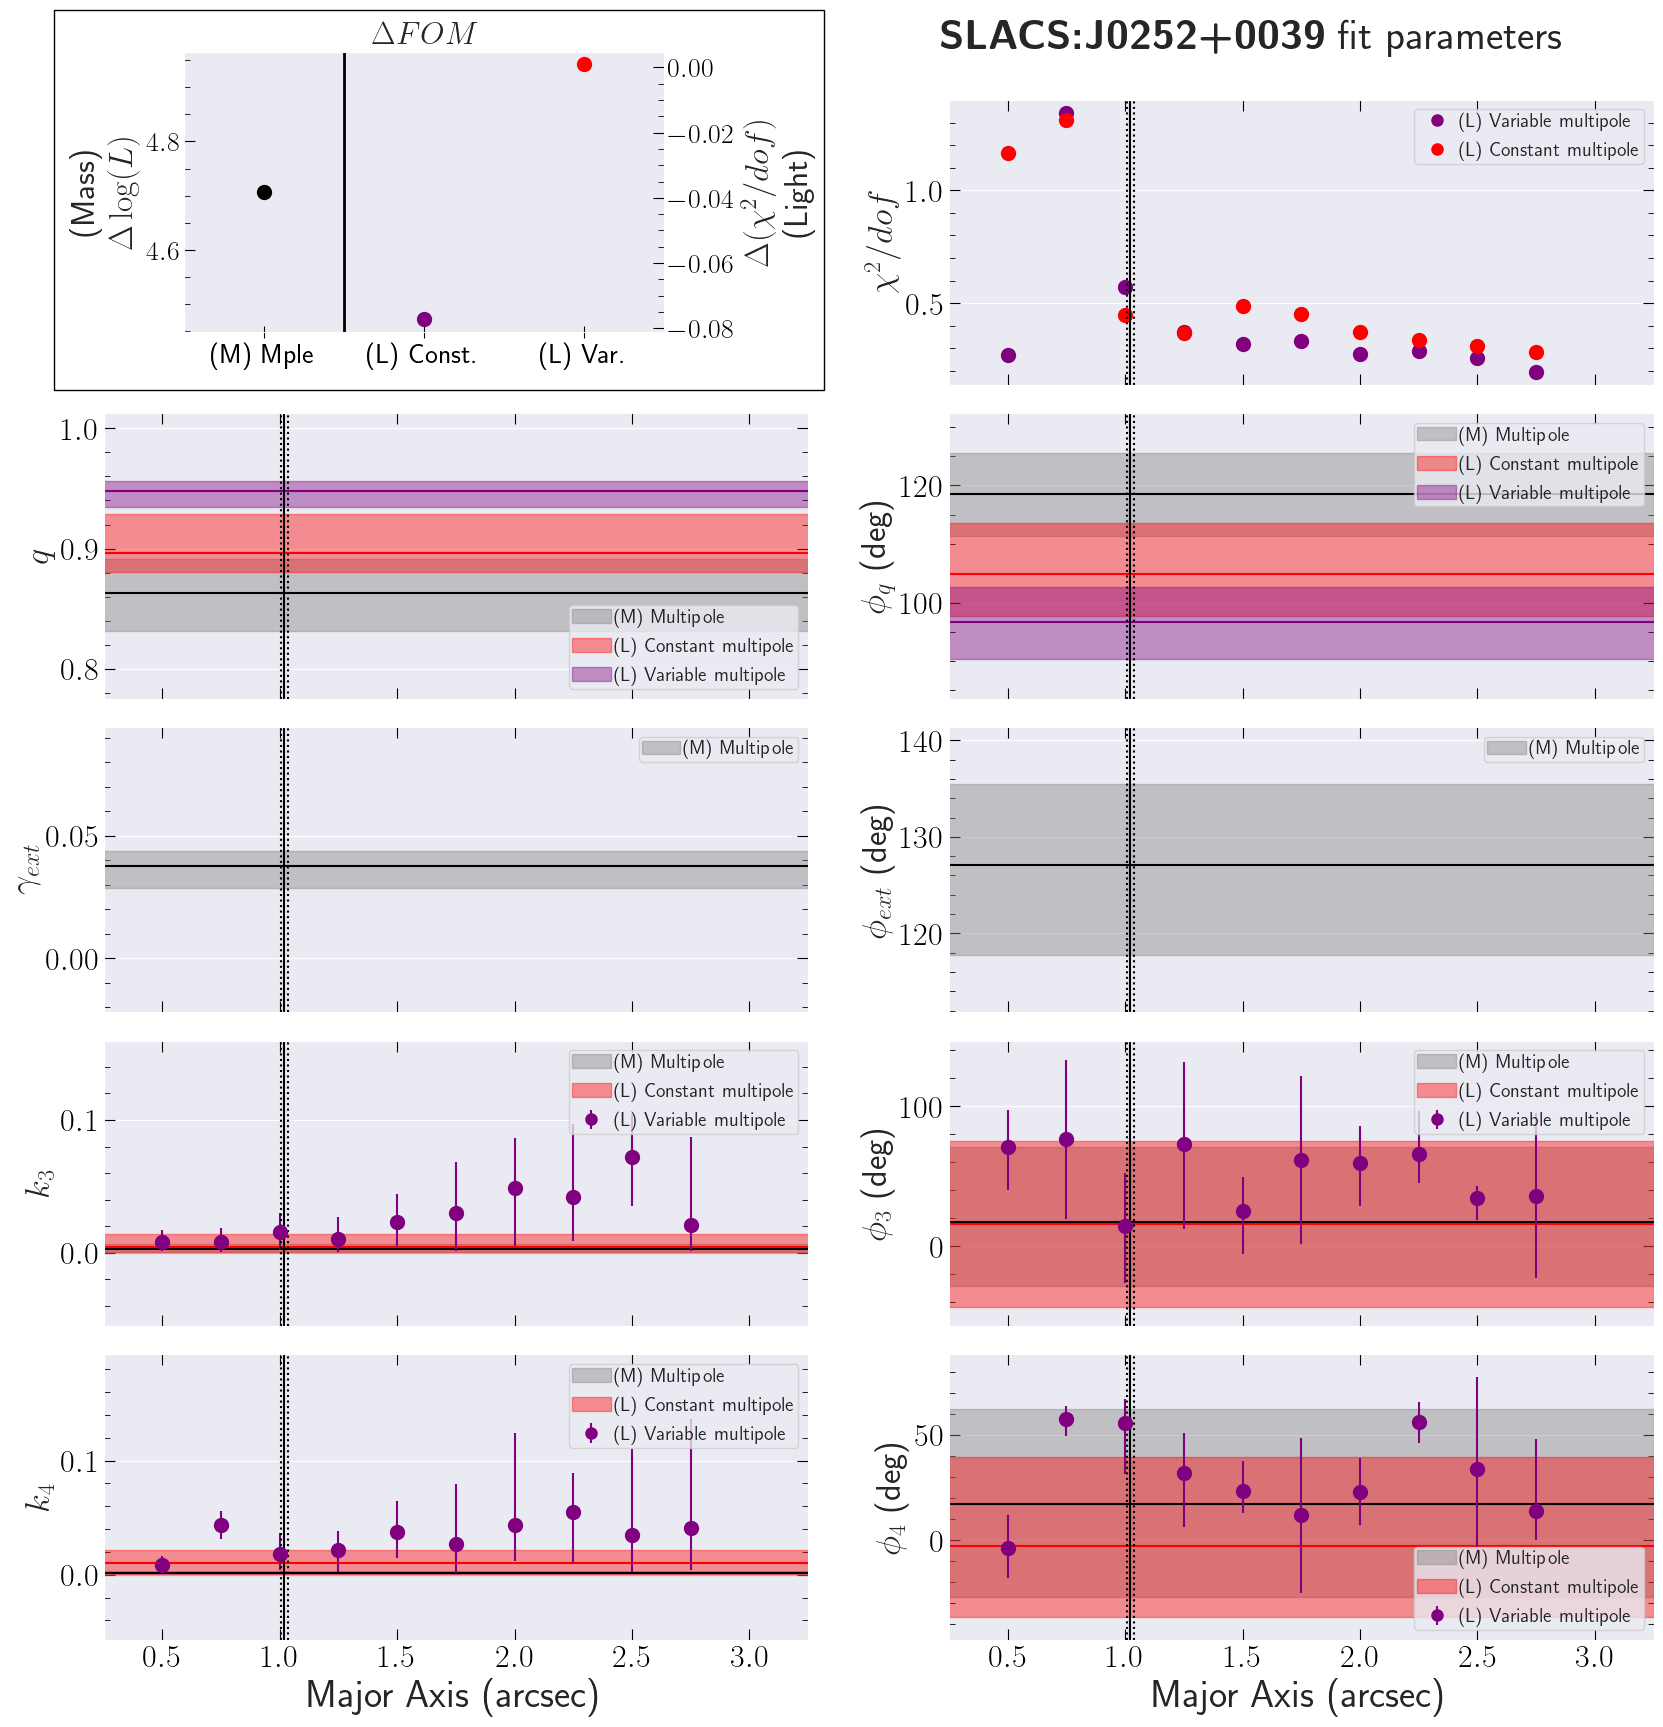 ΔFOM
SLACS:J0252+0039 fit parameters
(Mass)
Δ log(L)
4.8
4.6
0.00
−0.02
−0.04
−0.06
−0.08
Δ(χ²/dof)
(Light)
(M) Mple
(L) Const.
(L) Var.
χ²/dof
1.0
0.5
(L) Variable multipole
(L) Constant multipole
q
1.0
0.9
0.8
(M) Multipole
(L) Constant multipole
(L) Variable multipole
ϕ_q (deg)
120
100
(M) Multipole
(L) Constant multipole
(L) Variable multipole
γ_ext
0.05
0.00
(M) Multipole
ϕ_ext (deg)
140
130
120
(M) Multipole
k₃
0.1
0.0
(M) Multipole
(L) Constant multipole
(L) Variable multipole
ϕ₃ (deg)
100
0
(M) Multipole
(L) Constant multipole
(L) Variable multipole
k₄
0.1
0.0
(M) Multipole
(L) Constant multipole
(L) Variable multipole
0.5 1.0 1.5 2.0 2.5 3.0
Major Axis (arcsec)
ϕ₄ (deg)
50
0
(M) Multipole
(L) Constant multipole
(L) Variable multipole
0.5 1.0 1.5 2.0 2.5 3.0
Major Axis (arcsec)